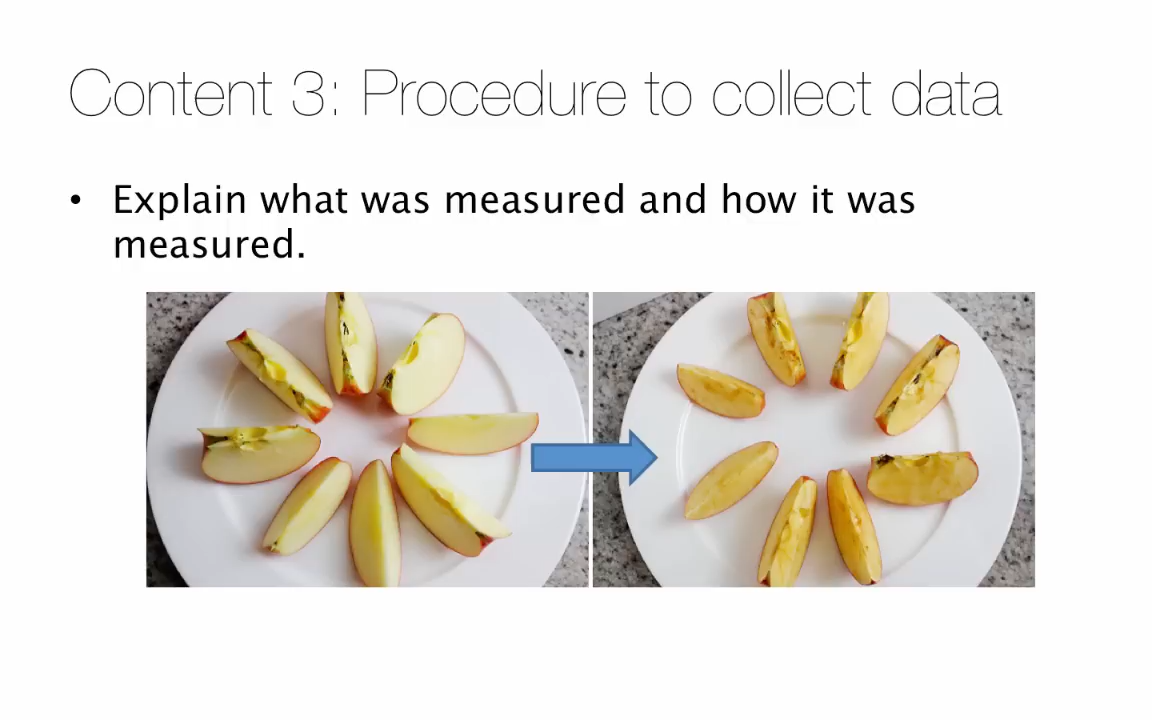 Content 3: Procedure to collect data
• Explain what was measured and how it was
measured.